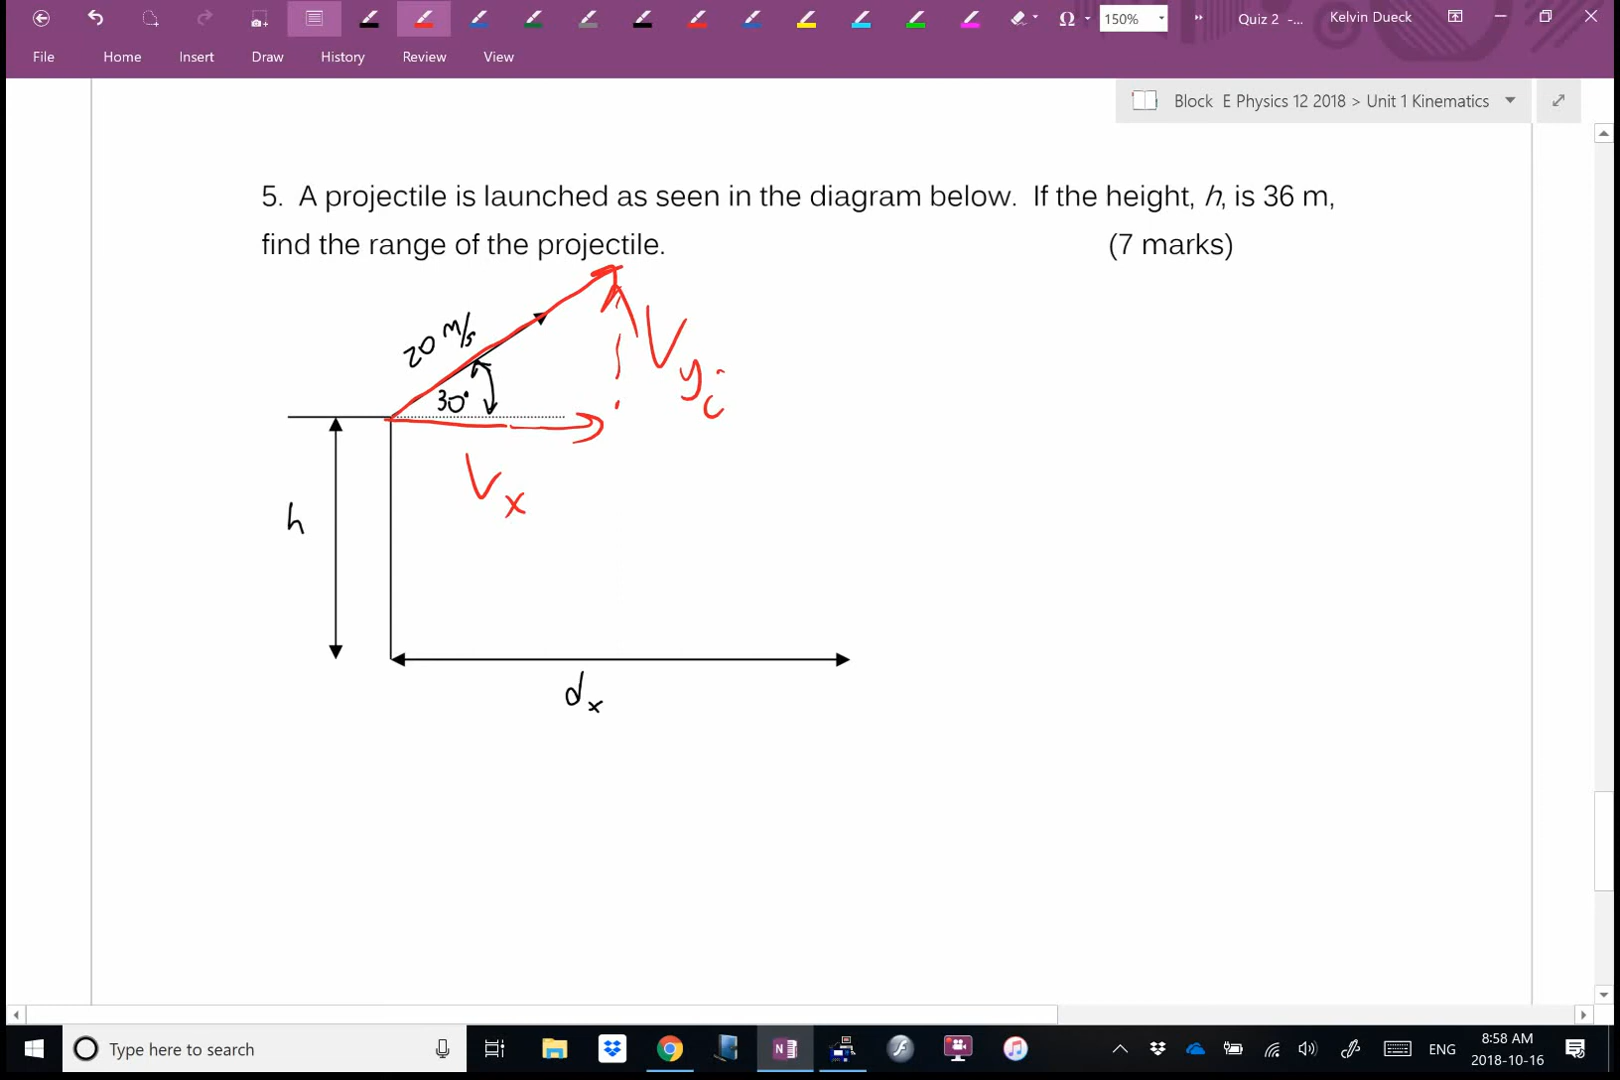 150%
Quiz 2 -...
Kelvin Dueck
File Home Insert Draw History Review View
Block E Physics 12 2018 > Unit 1 Kinematics
5. A projectile is launched as seen in the diagram below. If the height, h, is 36 m,
find the range of the projectile. (7 marks)
20 m/s
30°
Vyi
Vx
h
dx
Type here to search
ENG
8:58 AM
2018-10-16